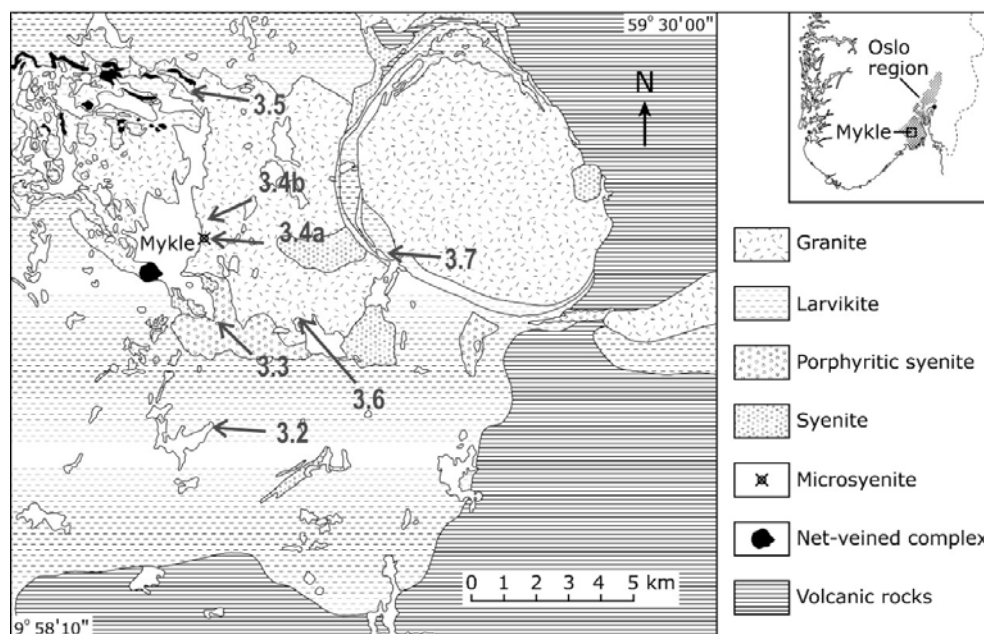 59° 30' 00"
Oslo
region
Mykle
N
3.5
3.4b
3.4a
Mykle
3.7
3.3
3.6
3.2
0 1 2 3 4 5 km
9° 58' 10"
Granite
Larvikite
Porphyritic syenite
Syenite
Microsyenite
Net-veined complex
Volcanic rocks